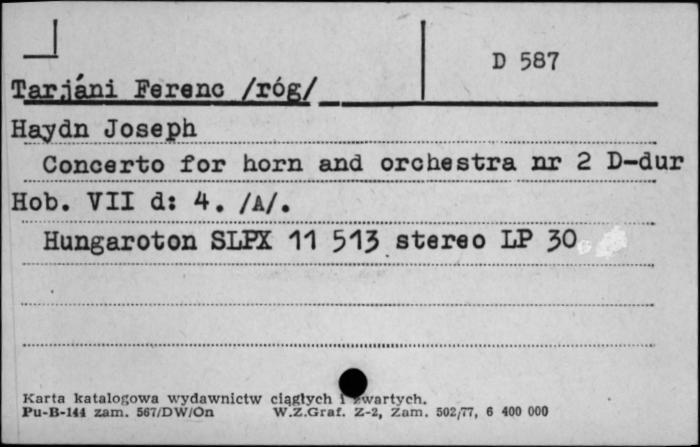 D 587
Tarjáni Ferenc /róg/
Haydn Joseph
Concerto for horn and orchestra nr 2 D-dur
Hob. VII d: 4. /A/.
Hungaroton SLPX 11 513 stereo LP 30
Karta katalogowa wydawnictw ciągłych i zwartych.
Pu-B-144 zam. 567/DW/On W.Z.Graf. Z-2, Zam. 502/77, 6 400 000